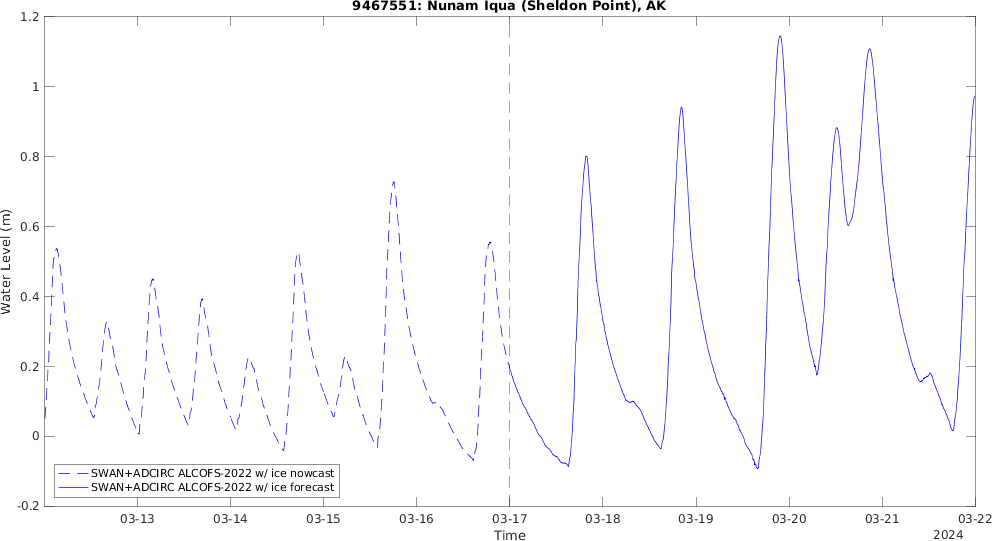 9467551: Nunam Iqua (Sheldon Point), AK
Water Level (m)
1.2
1
0.8
0.6
0.4
0.2
0
-0.2
SWAN+ADCIRC ALCOFS-2022 w/ ice nowcast
SWAN+ADCIRC ALCOFS-2022 w/ ice forecast
03-13 03-14 03-15 03-16 03-17 03-18 03-19 03-20 03-21 03-22
Time
2024